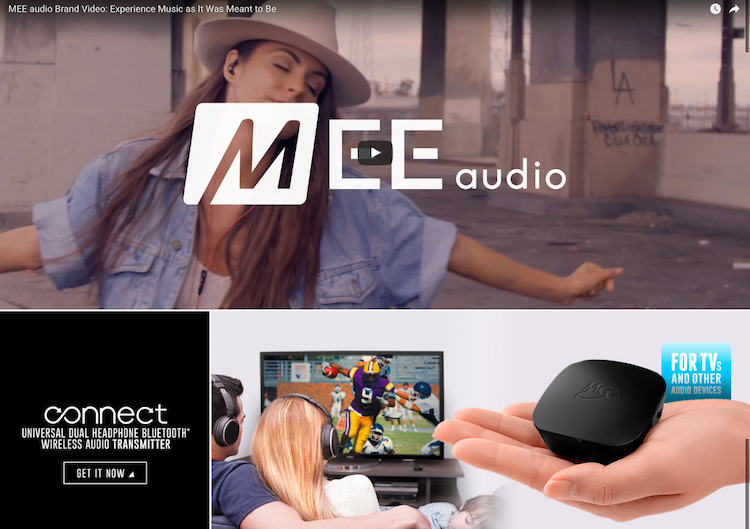 MEE audio Brand Video: Experience Music as It Was Meant to Be
LA
MEE audio
connect
UNIVERSAL DUAL HEADPHONE BLUETOOTH®
WIRELESS AUDIO TRANSMITTER
GET IT NOW
9
FOR TVs
AND OTHER
AUDIO DEVICES
MEE